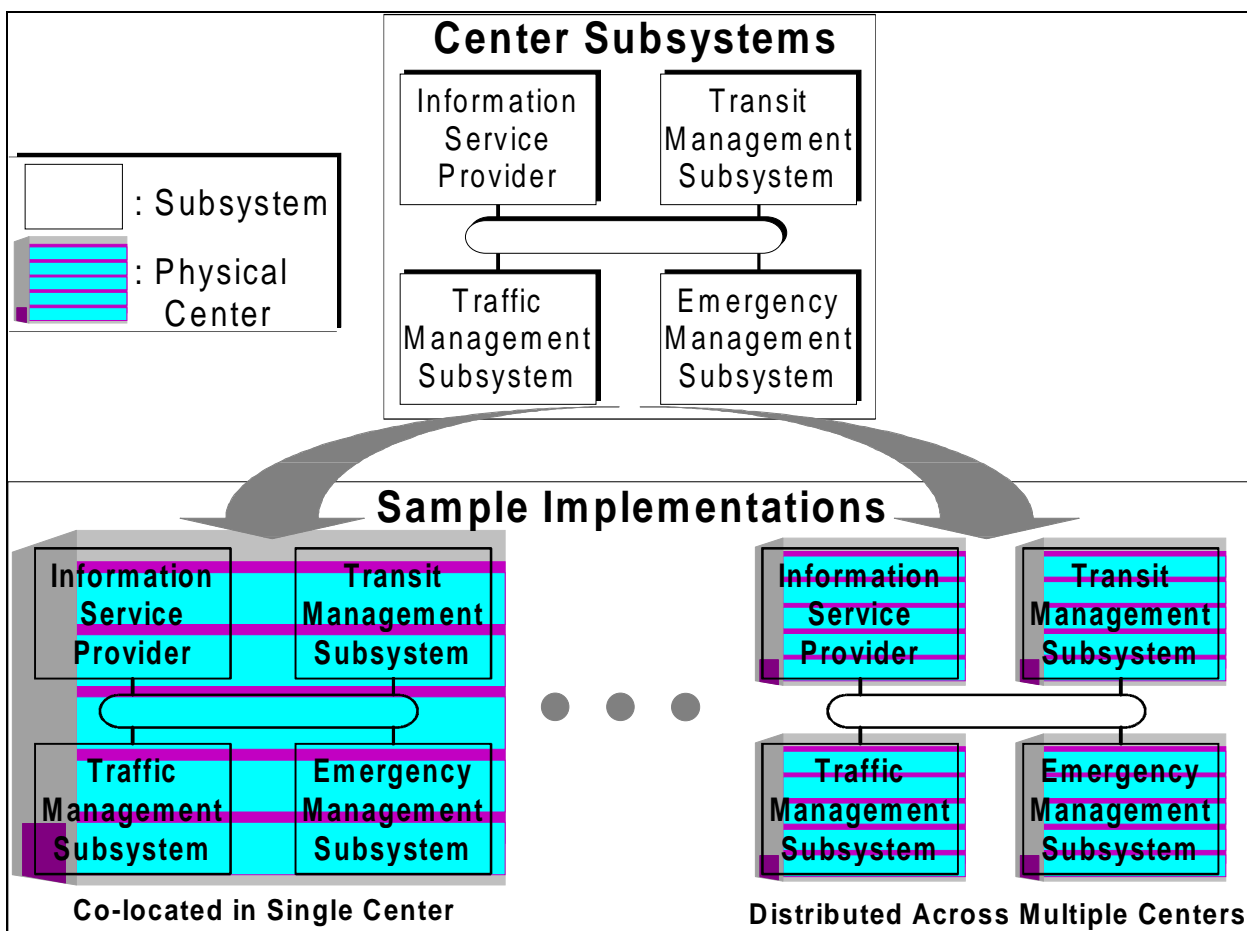 Center Subsystems
Information
Service
Provider
Transit
Management
Subsystem
Traffic
Management
Subsystem
Emergency
Management
Subsystem
: Subsystem
: Physical
Center
Sample Implementations
Information
Service
Provider
Transit
Management
Subsystem
Traffic
Management
Subsystem
Emergency
Management
Subsystem
Co-located in Single Center
Information
Service
Provider
Transit
Management
Subsystem
Traffic
Management
Subsystem
Emergency
Management
Subsystem
Distributed Across Multiple Centers